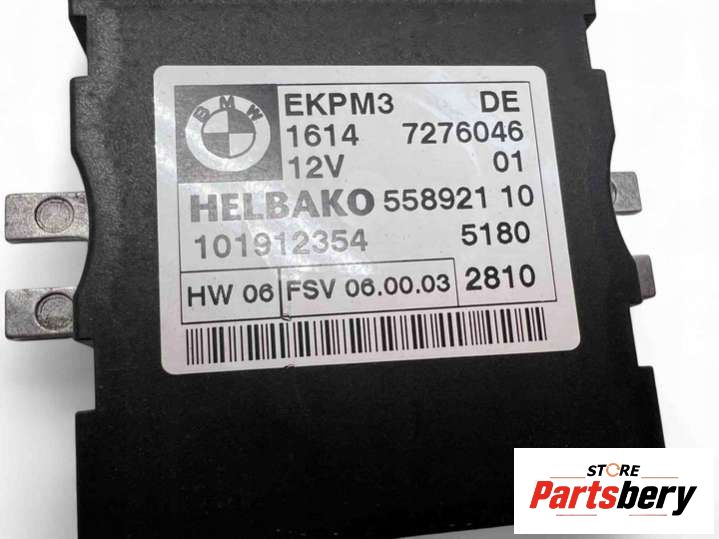 BMW
EKPM3 DE
1614 7276046
12V 01
HELBAKO 558921 10
101912354 5180
HW 06 FSV 06.00.03 2810
STORE
Partsbery